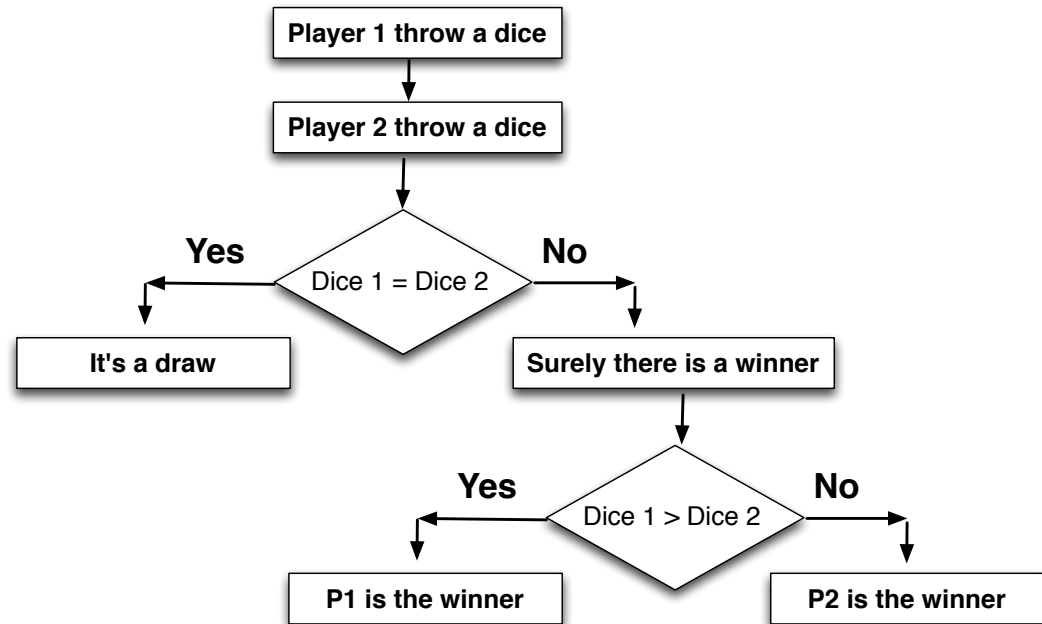 Player 1 throw a dice
Player 2 throw a dice
Yes
No
Dice 1 = Dice 2
It's a draw
Surely there is a winner
Yes
No
Dice 1 > Dice 2
P1 is the winner
P2 is the winner